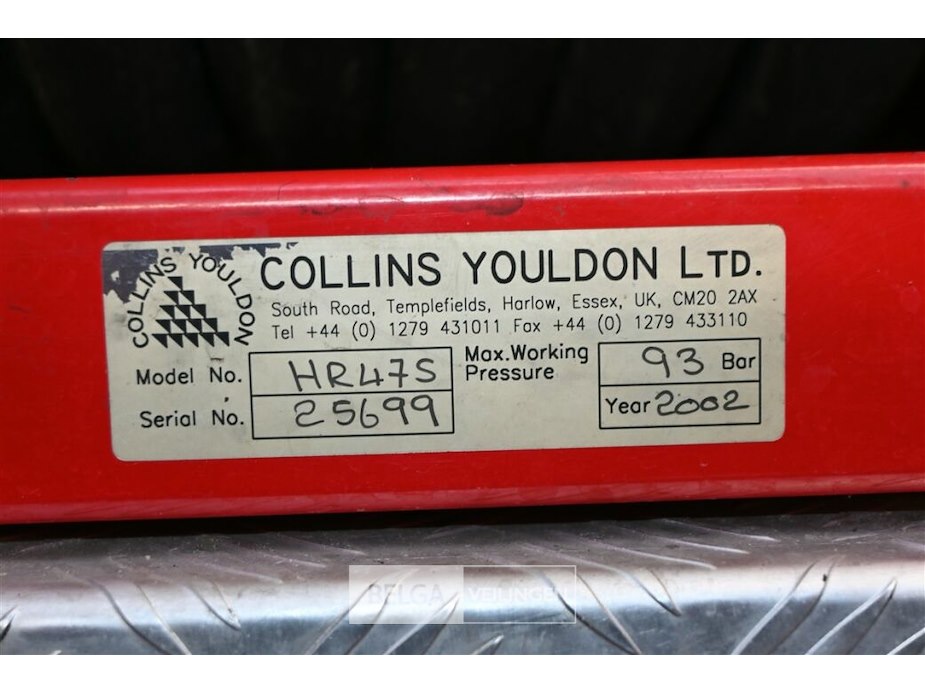 COLLINS YOULDON
COLLINS YOULDON LTD.
South Road, Templefields, Harlow, Essex, UK, CM20 2AX
Tel +44 (0) 1279 431011 Fax +44 (0) 1279 433110
Model No. HR47S
Serial No. 25699
Max.Working Pressure 93 Bar
Year 2002
BELGA VEILINGEN